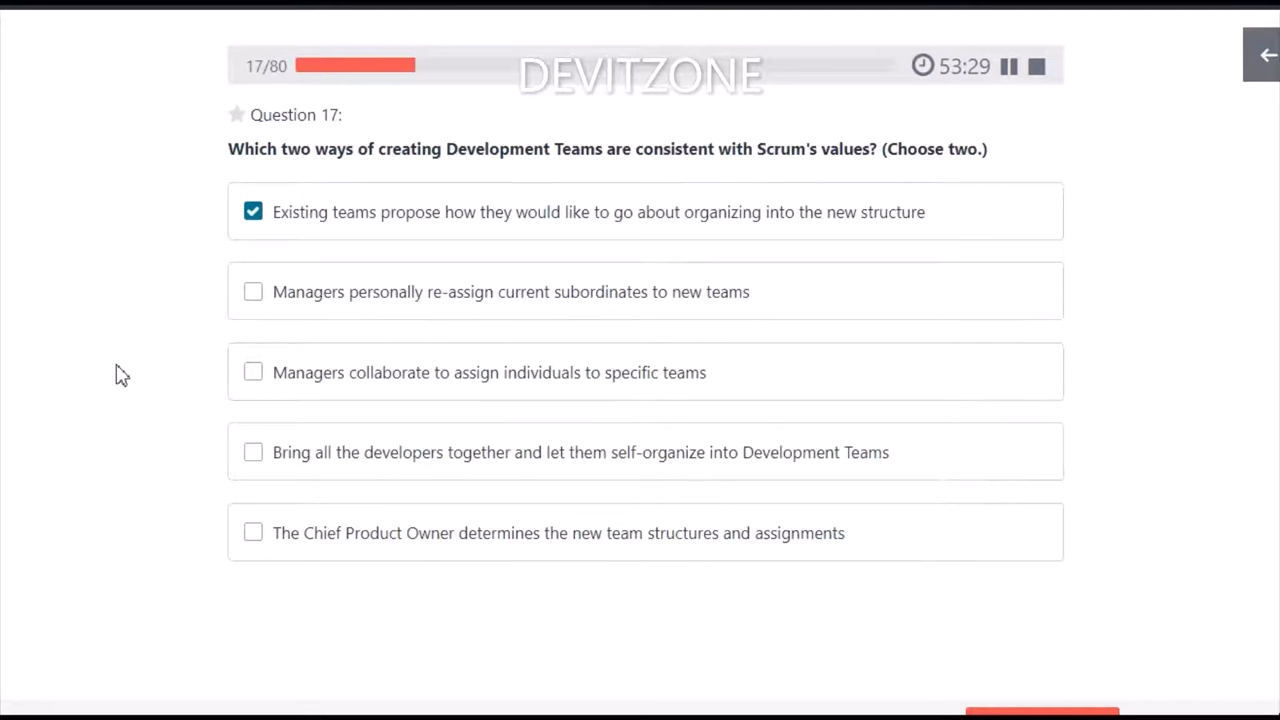 17/80
53:29
DEVITZONE
Question 17:
Which two ways of creating Development Teams are consistent with Scrum's values? (Choose two.)
Existing teams propose how they would like to go about organizing into the new structure
Managers personally re-assign current subordinates to new teams
Managers collaborate to assign individuals to specific teams
Bring all the developers together and let them self-organize into Development Teams
The Chief Product Owner determines the new team structures and assignments